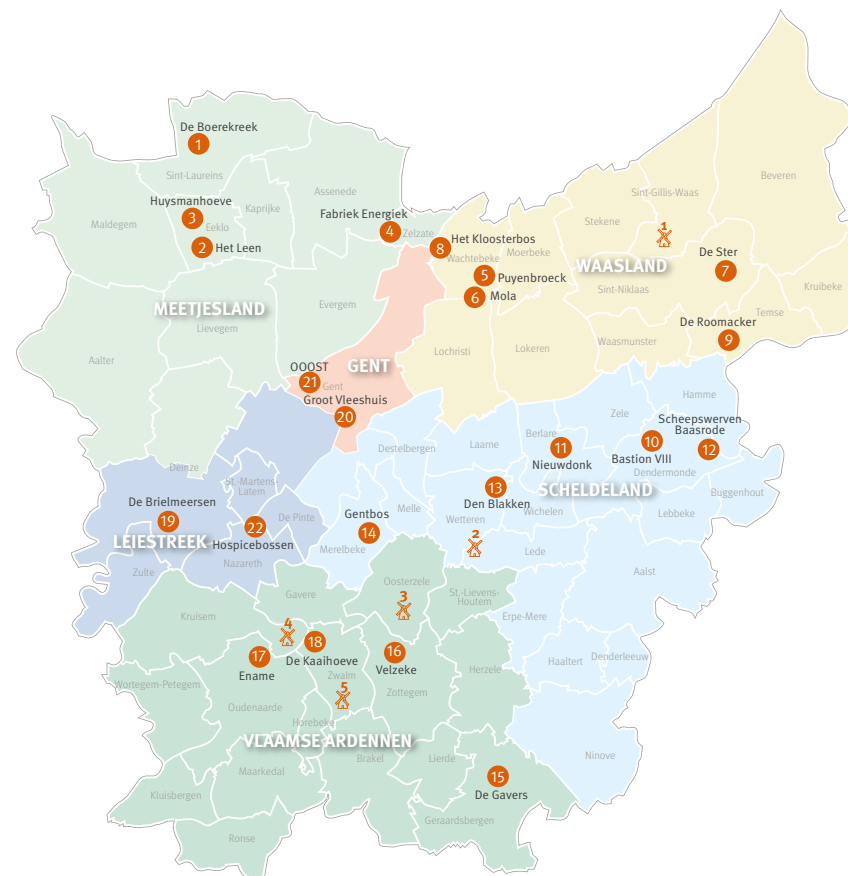 De Boerekreek
1
Sint-Laureins
Huysmanhoeve
3
Eeklo
Kaprijke
Assenede
Maldegem
2
Het Leen
Fabriek Energiek
4
Zelzate
8
Het Kloosterbos
Wachtebeke
Moerbeke
5
Puyenbroeck
6
Mola
Beveren
Sint-Gillis-Waas
Stekene
1
De Ster
7
WAASLAND
Sint-Niklaas
Kruibeke
Temse
De Roomacker
9
Waasmunster
MEETJESLAND
Evergem
Lievegem
Aalter
Lochristi
Lokeren
GENT
OOOST
21
Gent
Groot Vleeshuis
20
Hamme
Zele
Scheepswerven
Baasrode
12
10
Bastion VIII
Dendermonde
Berlare
11
Nieuwdonk
Laarne
Destelbergen
13
Den Blakken
SCHELDELAND
Buggenhout
Lebbeke
Wichelen
Wetteren
Melle
Deinze
St.-Martens-
Latem
De Brielmeersen
19
De Pinte
22
Hospicebossen
LEIESTREEK
Nazareth
Zulte
Gentbos
14
Merelbeke
2
Lede
Aalst
Oosterzele
3
St.-Lievens-
Houtem
Gavere
Kruisem
4
18
De Kaaihoeve
17
Ename
16
Velzeke
Zwalm
Zottegem
Herzele
Erpe-Mere
Haaltert
Denderleeuw
Wortegem-Petegem
Oudenaarde
5
Horebeke
VLAAMSE ARDENNEN
Ninove
Maarkedal
Brakel
Lierde
15
De Gavers
Kluisbergen
Geraardsbergen
Ronse